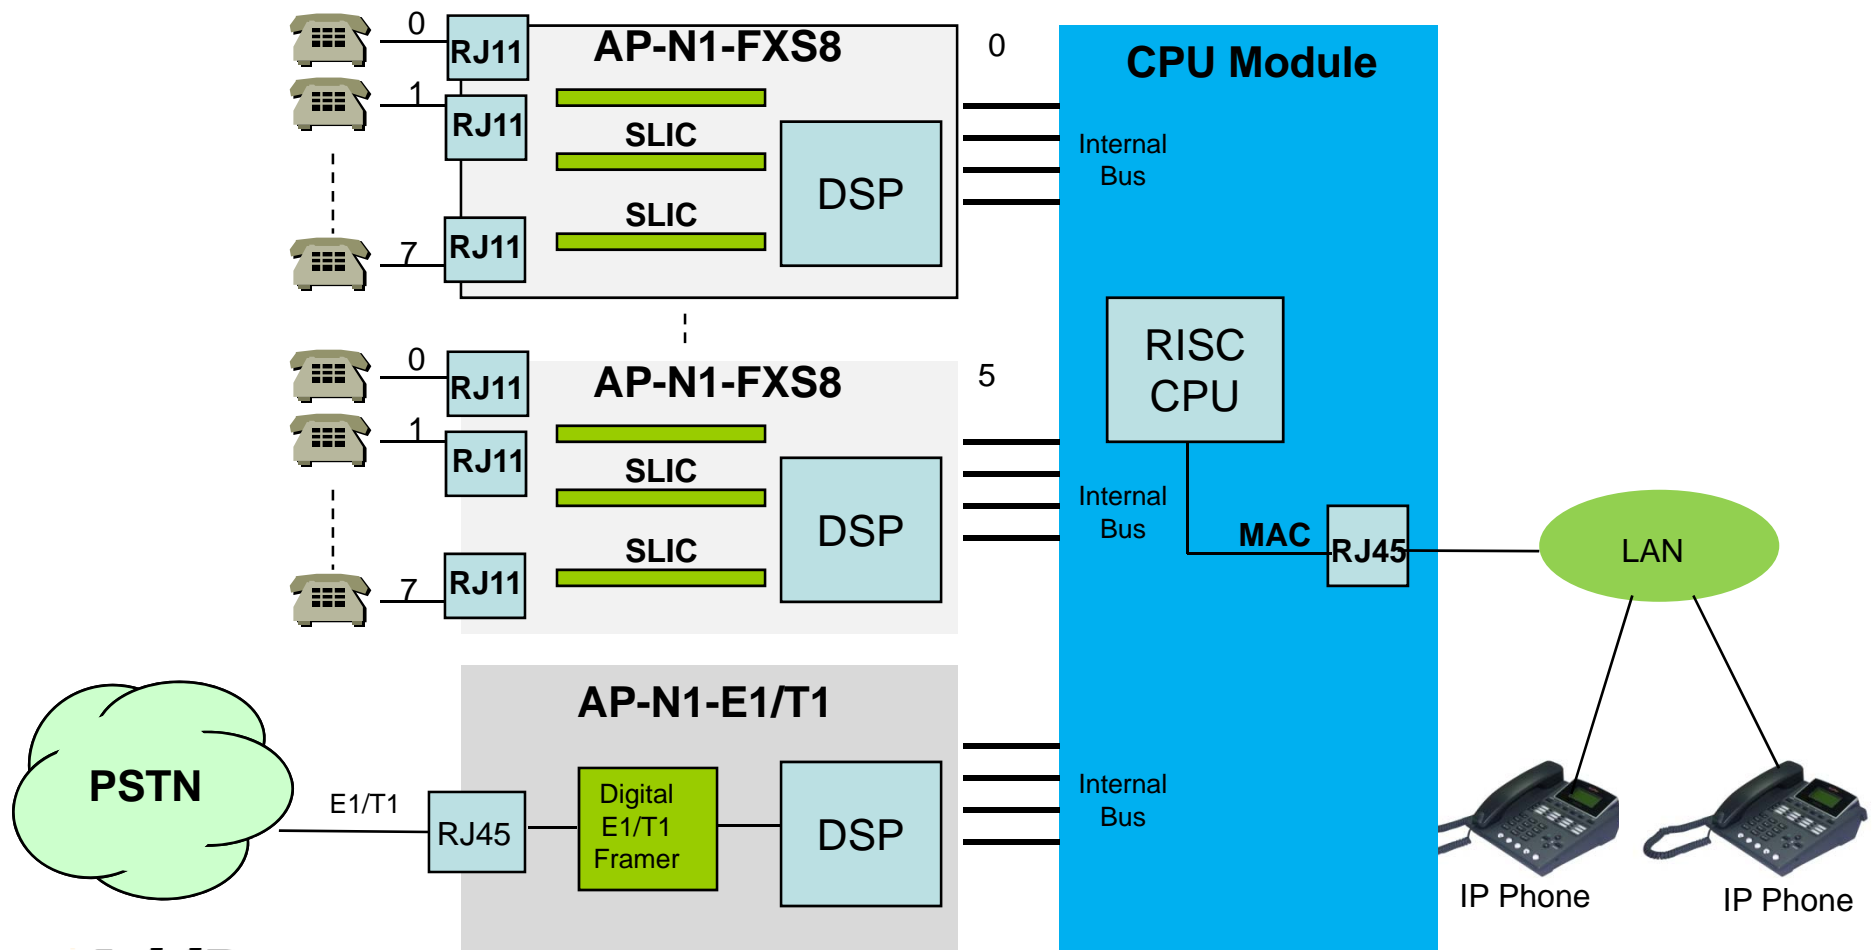 0
RJ11
AP-N1-FXS8
0
CPU Module
1
RJ11
SLIC
DSP
Internal
Bus
SLIC
7
RJ11
RISC
CPU
0
RJ11
AP-N1-FXS8
5
1
RJ11
SLIC
DSP
Internal
Bus
MAC
RJ45
LAN
SLIC
7
RJ11
AP-N1-E1/T1
PSTN
E1/T1
RJ45
Digital
E1/T1
Framer
DSP
Internal
Bus
IP Phone
IP Phone